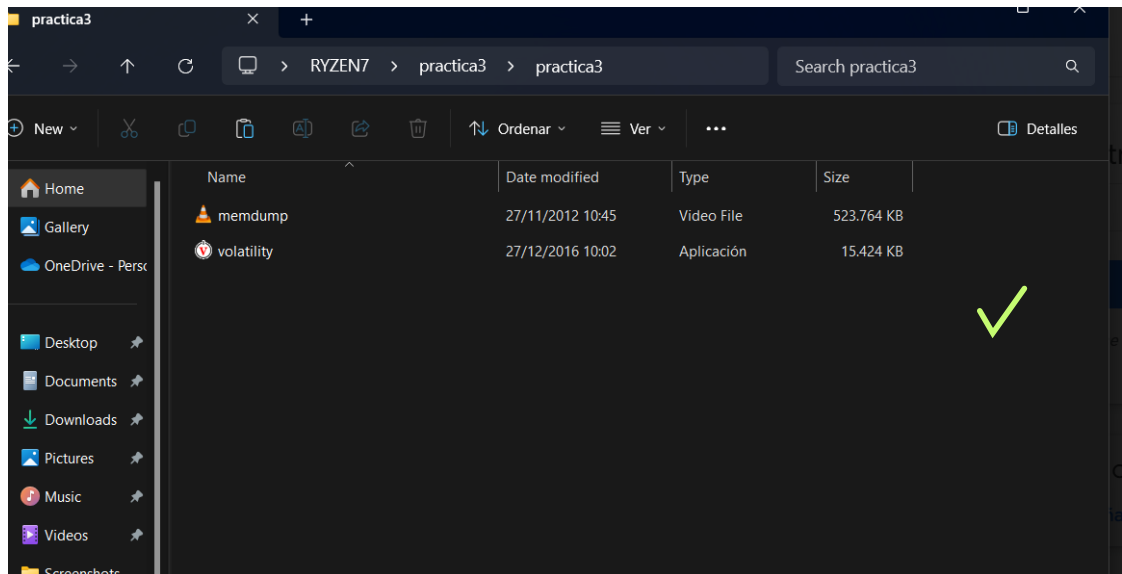 practica3
RYZEN7 > practica3 > practica3
Search practica3
New
Ordenar
Ver
Detalles
Name Date modified Type Size
Home
memdump 27/11/2012 10:45 Video File 523.764 KB
Gallery
volatility 27/12/2016 10:02 Aplicación 15.424 KB
OneDrive - Perso
Desktop
Documents
Downloads
Pictures
Music
Videos
Screenshots